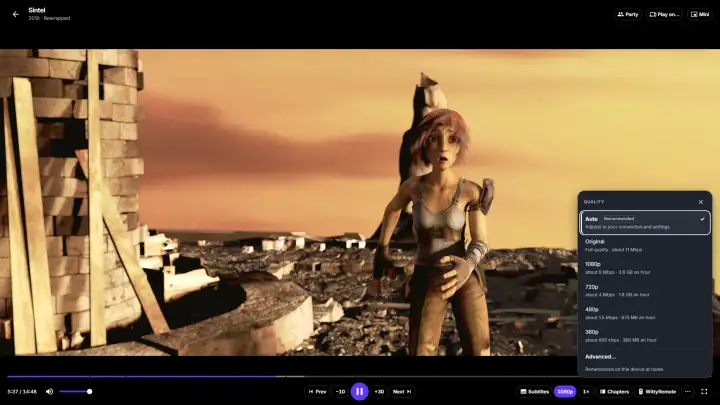 Sintel
2010 · Rewrapped
Party
Play on...
Mini
QUALITY
Auto Recommended
Adjusts to your connection and settings
Original
Full quality · about 11 Mbps
1080p
about 8 Mbps · 3.6 GB an hour
720p
about 4 Mbps · 1.8 GB an hour
480p
about 1.5 Mbps · 675 MB an hour
360p
about 800 kbps · 360 MB an hour
Advanced...
Remembered on this device at home.
5:37 / 14:48
Prev
-10
+30
Next
Subtitles
1080p
1×
Chapters
WittyRemote